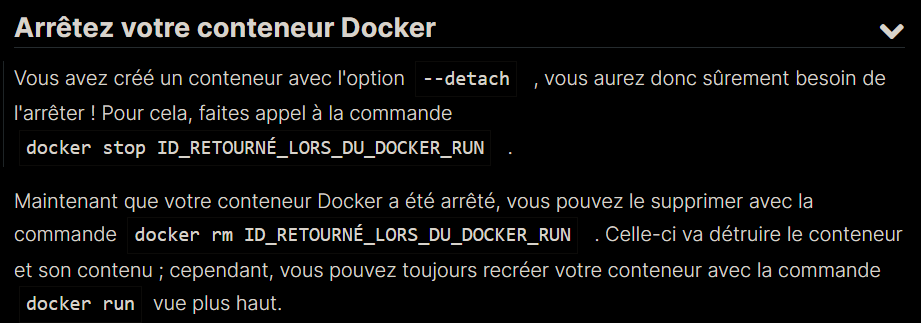 Arrêtez votre conteneur Docker
Vous avez créé un conteneur avec l'option --detach , vous aurez donc sûrement besoin de
l'arrêter ! Pour cela, faites appel à la commande
docker stop ID_RETOURNÉ_LORS_DU_DOCKER_RUN .
Maintenant que votre conteneur Docker a été arrêté, vous pouvez le supprimer avec la
commande docker rm ID_RETOURNÉ_LORS_DU_DOCKER_RUN . Celle-ci va détruire le conteneur
et son contenu ; cependant, vous pouvez toujours recréer votre conteneur avec la commande
docker run vue plus haut.